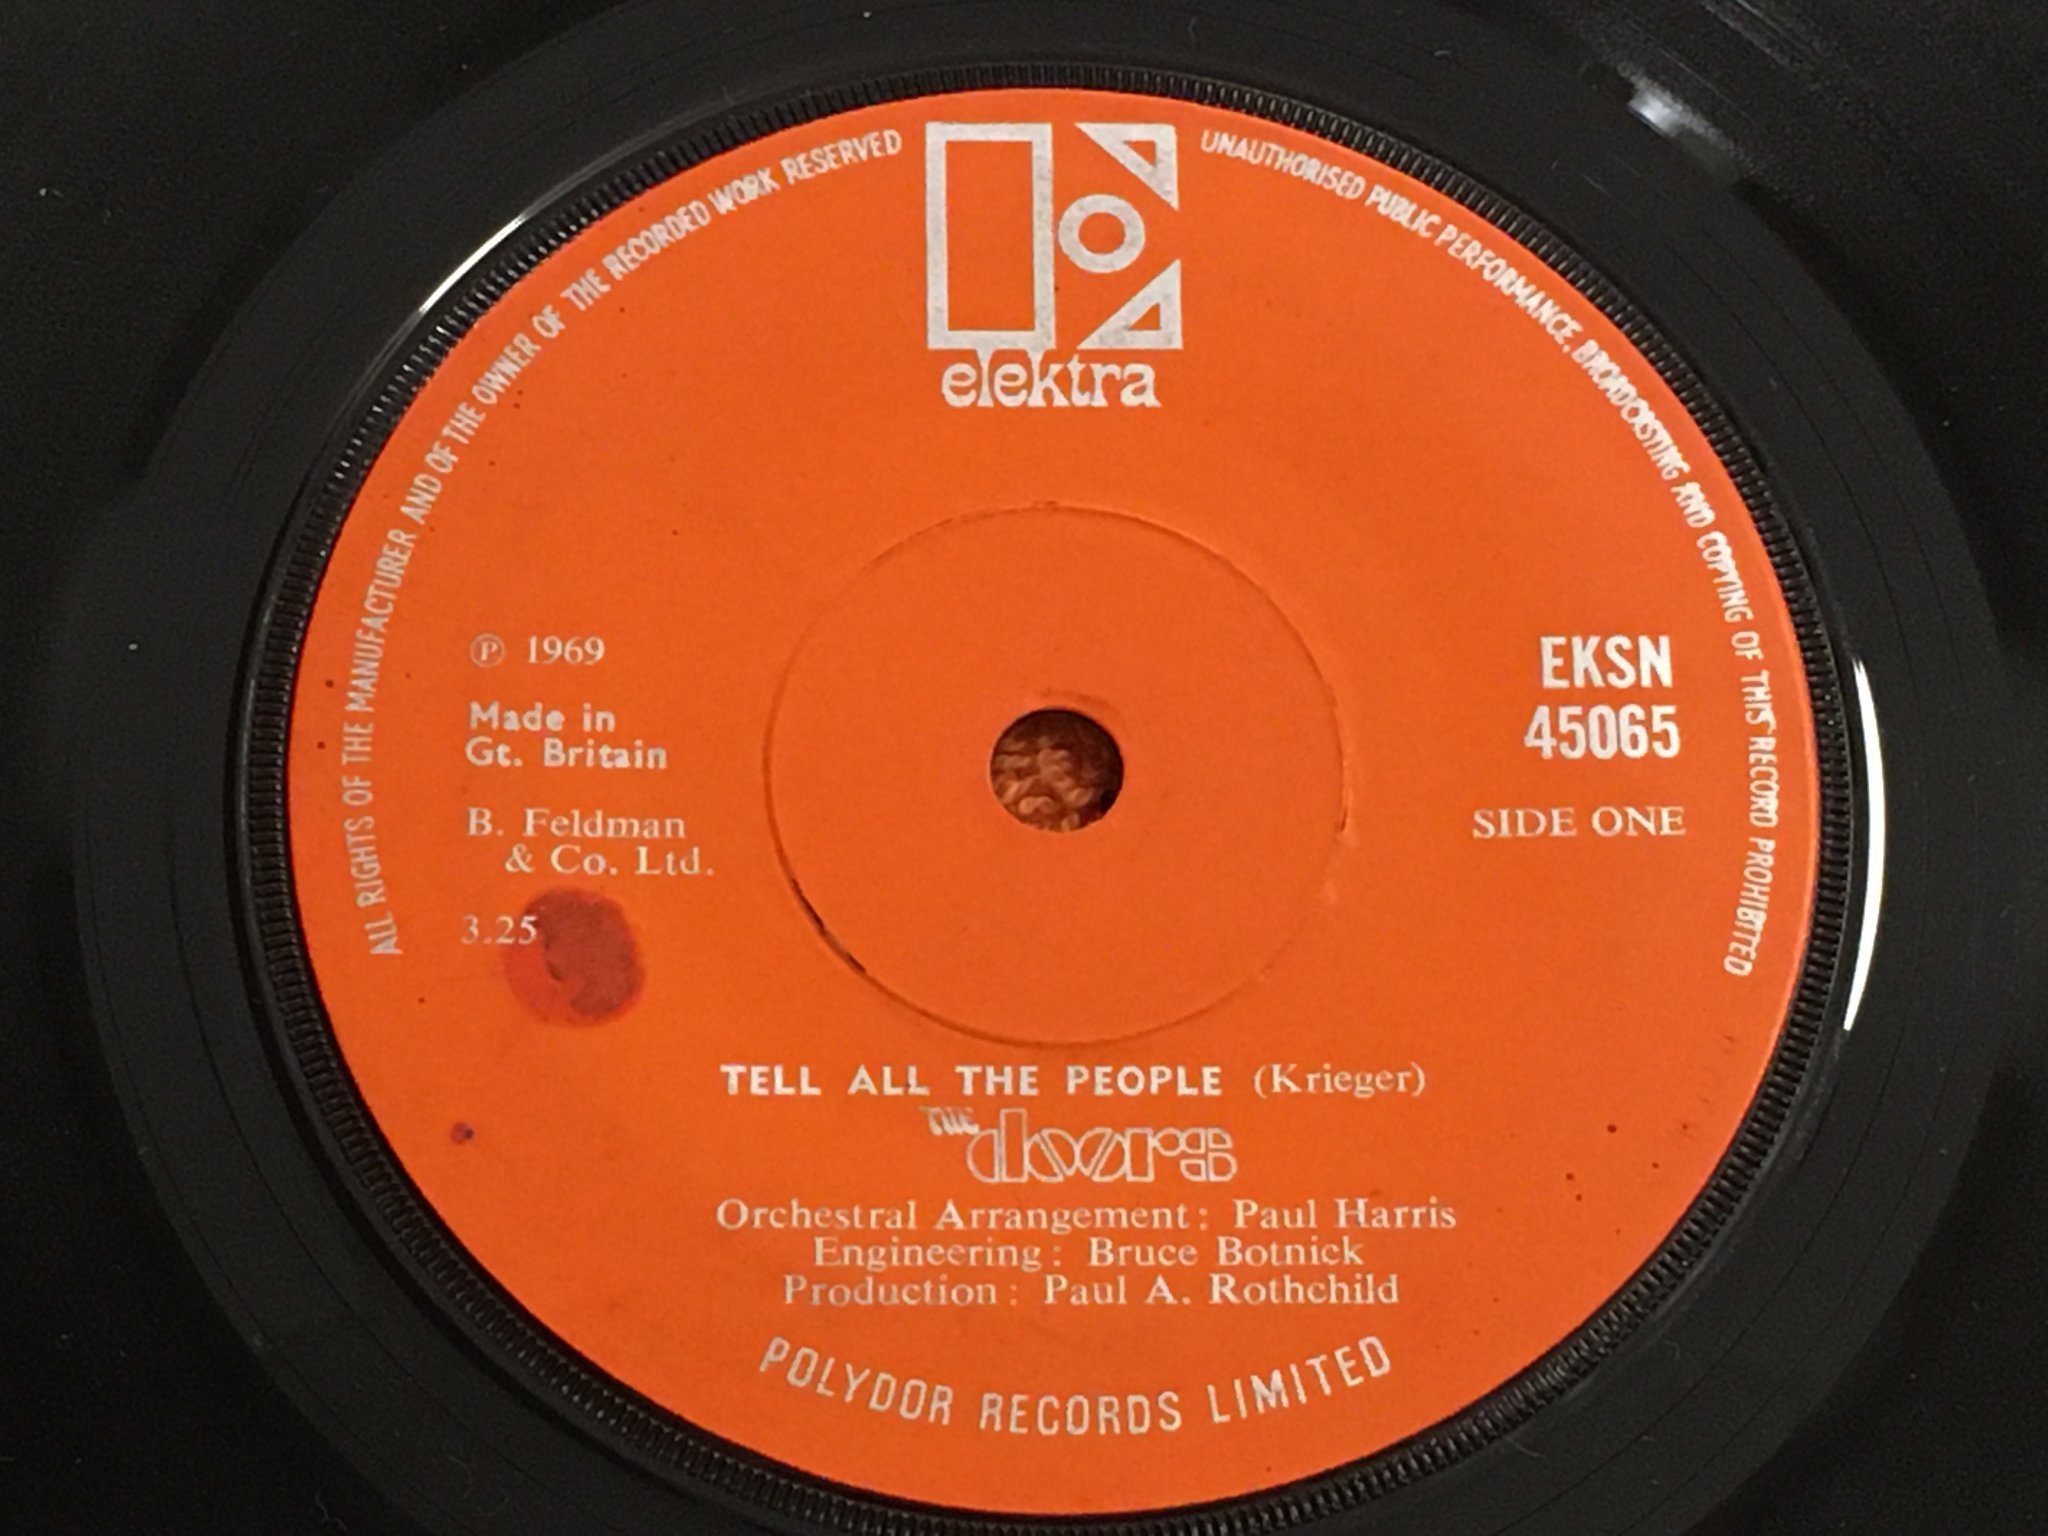 ALL RIGHTS OF THE MANUFACTURER AND OF THE OWNER OF THE RECORDED WORK RESERVED
UNAUTHORISED PUBLIC PERFORMANCE, BROADCASTING AND COPYING OF THIS RECORD PROHIBITED
elektra
℗ 1969
Made in
Gt. Britain
B. Feldman
& Co. Ltd.
3.25
EKSN
45065
SIDE ONE
TELL ALL THE PEOPLE (Krieger)
THE DOORS
Orchestral Arrangement: Paul Harris
Engineering: Bruce Botnick
Production: Paul A. Rothchild
POLYDOR RECORDS LIMITED